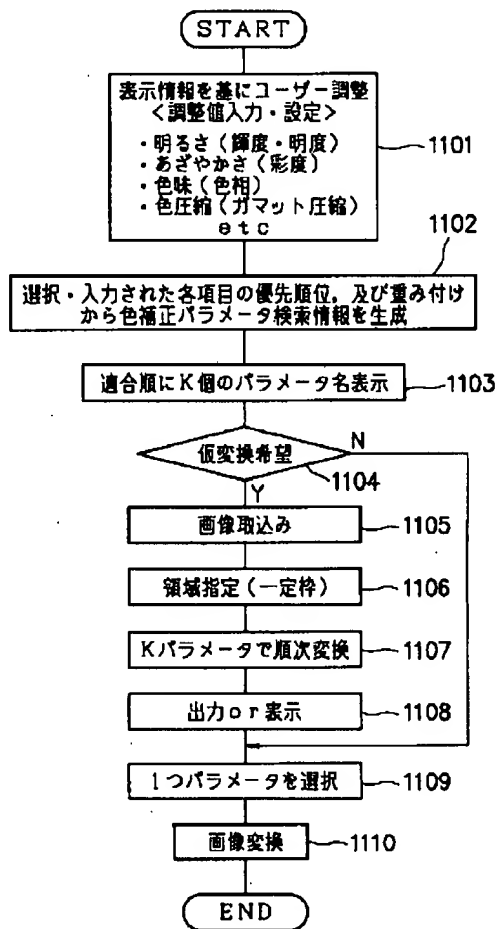 START
表示情報を基にユーザー調整
<調整値入力・設定>
・明るさ(輝度・明度)
・あざやかさ(彩度)
・色味(色相)
・色圧縮(ガマット圧縮)
etc
1101
1102
選択・入力された各項目の優先順位,及び重み付け
から色補正パラメータ検索情報を生成
適合順にK個のパラメータ名表示
1103
仮変換希望
N
1104
Y
画像取込み
1105
領域指定(一定枠)
1106
Kパラメータで順次変換
1107
出力or表示
1108
1つパラメータを選択
1109
画像変換
1110
END